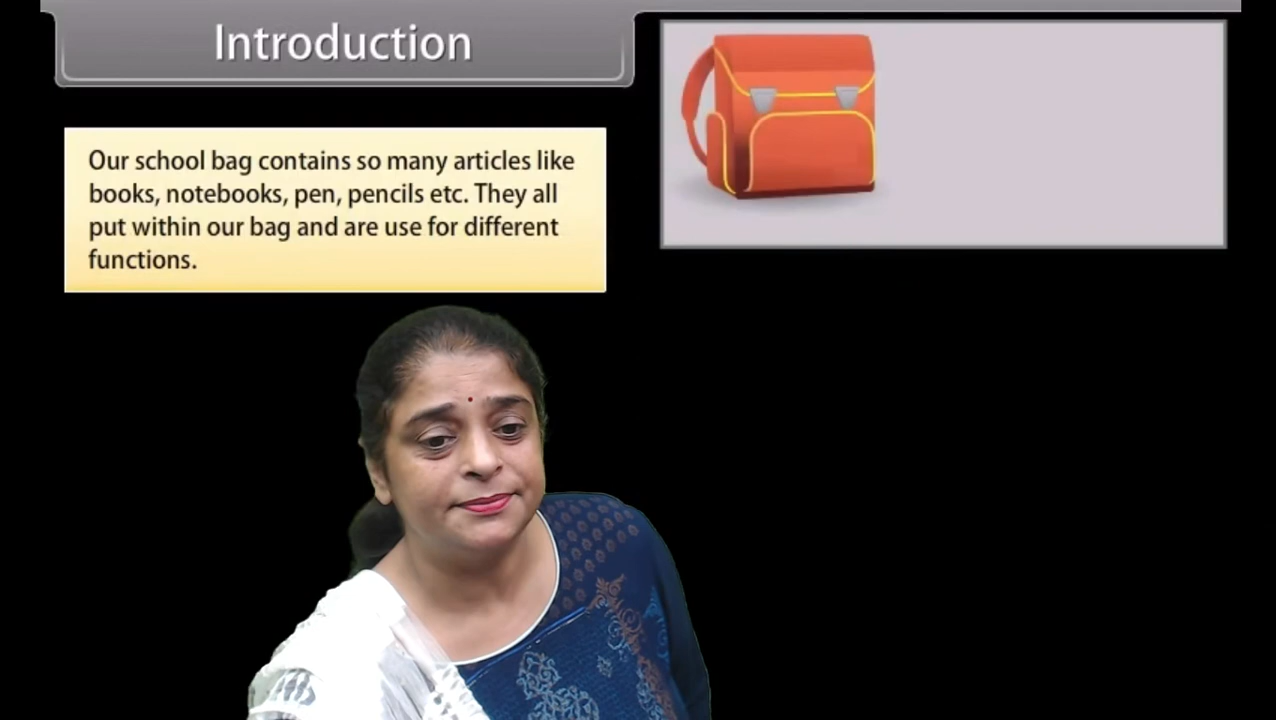 Introduction
Our school bag contains so many articles like
books, notebooks, pen, pencils etc. They all
put within our bag and are use for different
functions.